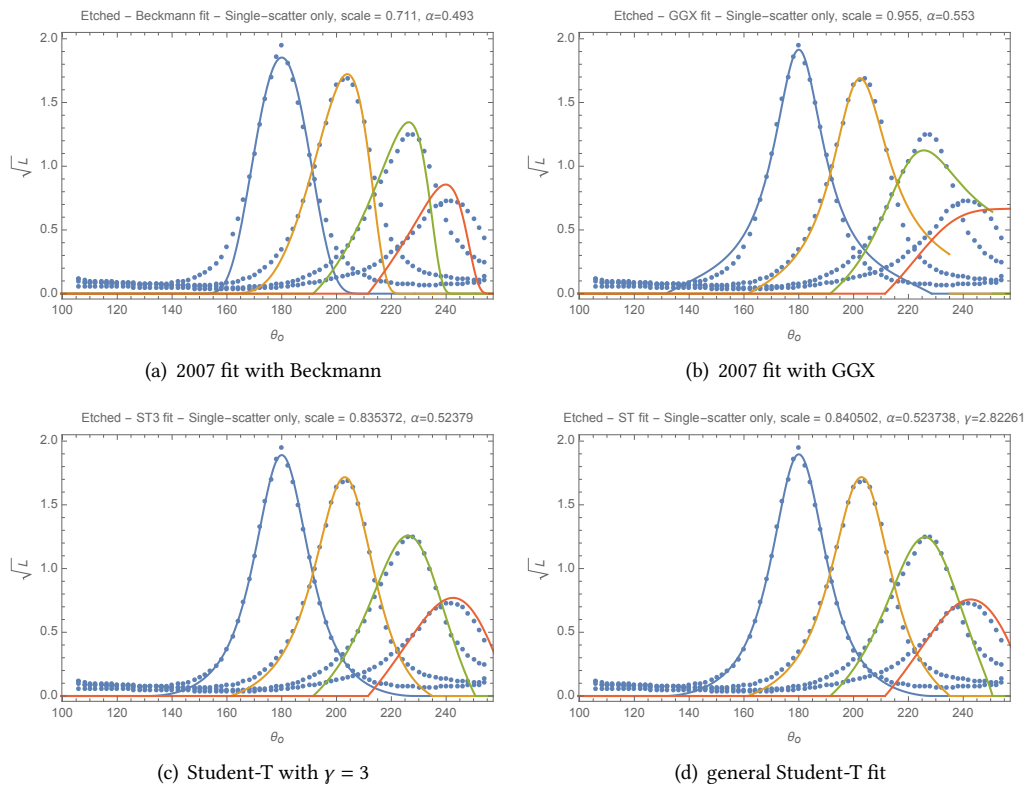 Etched – Beckmann fit – Single–scatter only, scale = 0.711, α=0.493
2.0
1.5
1.0
0.5
0.0
√L
100 120 140 160 180 200 220 240
θo
(a) 2007 fit with Beckmann
Etched – GGX fit – Single–scatter only, scale = 0.955, α=0.553
2.0
1.5
1.0
0.5
0.0
√L
100 120 140 160 180 200 220 240
θo
(b) 2007 fit with GGX
Etched – ST3 fit – Single–scatter only, scale = 0.835372, α=0.52379
2.0
1.5
1.0
0.5
0.0
√L
100 120 140 160 180 200 220 240
θo
(c) Student-T with γ = 3
Etched – ST fit – Single–scatter only, scale = 0.840502, α=0.523738, γ=2.82261
2.0
1.5
1.0
0.5
0.0
√L
100 120 140 160 180 200 220 240
θo
(d) general Student-T fit